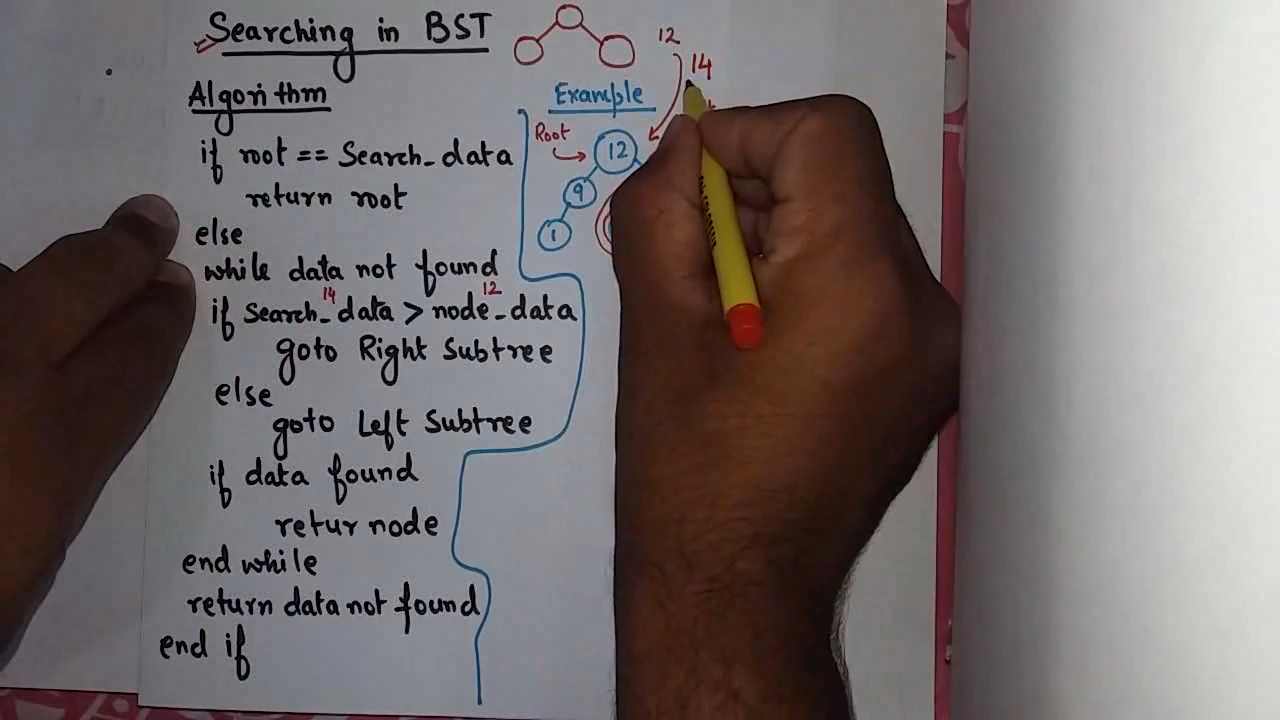 Searching in BST
12
14
Algorithm
Example
if root == Search_data
return root
else
while data not found
14 12
if Search_data > node_data
goto Right Subtree
else
goto Left Subtree
if data found
retur node
end while
return data not found
end if
Root
12
9
1